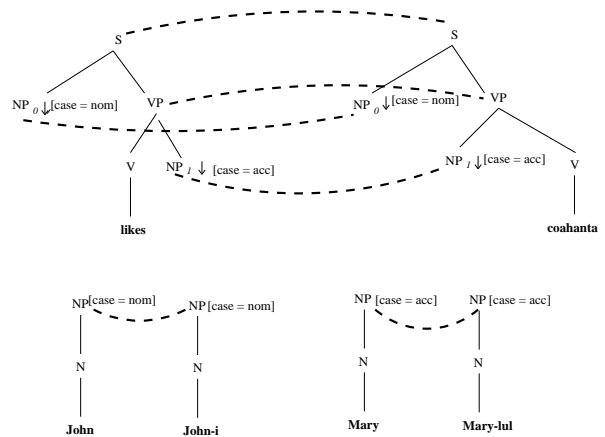 S S
NP 0 ↓ [case = nom] VP NP 0 ↓ [case = nom] VP
V NP 1 ↓ [case = acc] NP 1 ↓ [case = acc] V
likes coahanta
NP [case = nom] NP [case = nom] NP [case = acc] NP [case = acc]
N N N N
John John-i Mary Mary-lul